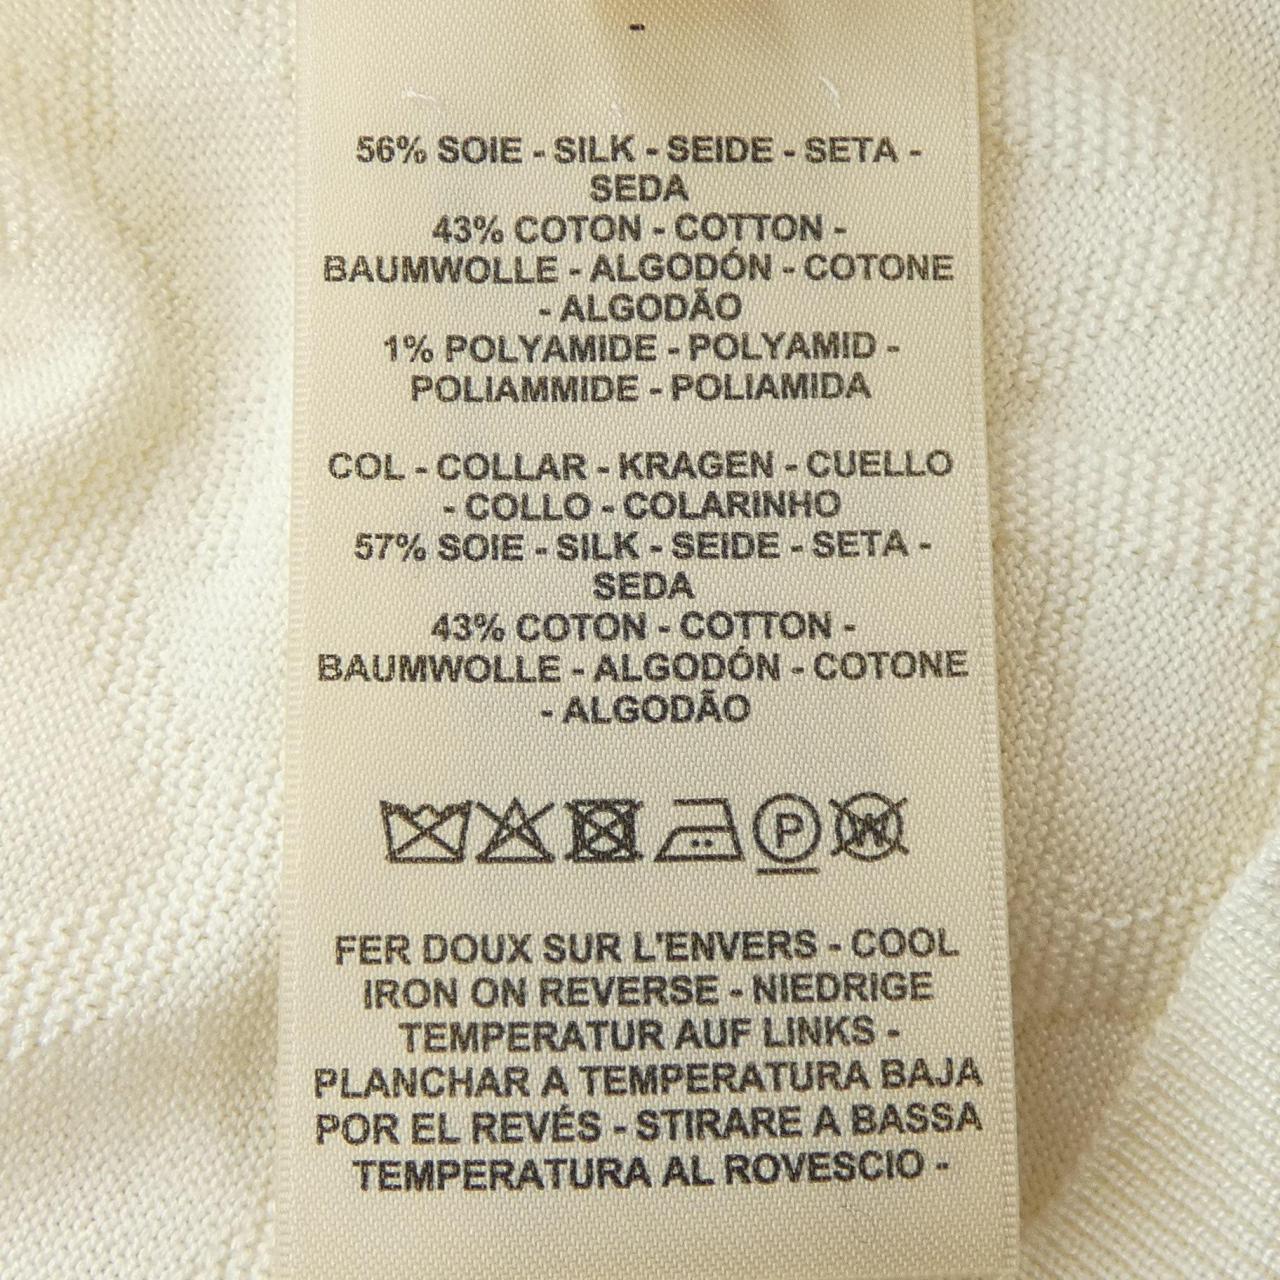 -
56% SOIE - SILK - SEIDE - SETA -
SEDA
43% COTON - COTTON -
BAUMWOLLE - ALGODÓN - COTONE
- ALGODÃO
1% POLYAMIDE - POLYAMID -
POLIAMMIDE - POLIAMIDA
COL - COLLAR - KRAGEN - CUELLO
- COLLO - COLARINHO
57% SOIE - SILK - SEIDE - SETA -
SEDA
43% COTON - COTTON -
BAUMWOLLE - ALGODÓN - COTONE
- ALGODÃO
P W
FER DOUX SUR L'ENVERS - COOL
IRON ON REVERSE - NIEDRIGE
TEMPERATUR AUF LINKS -
PLANCHAR A TEMPERATURA BAJA
POR EL REVÉS - STIRARE A BASSA
TEMPERATURA AL ROVESCIO -